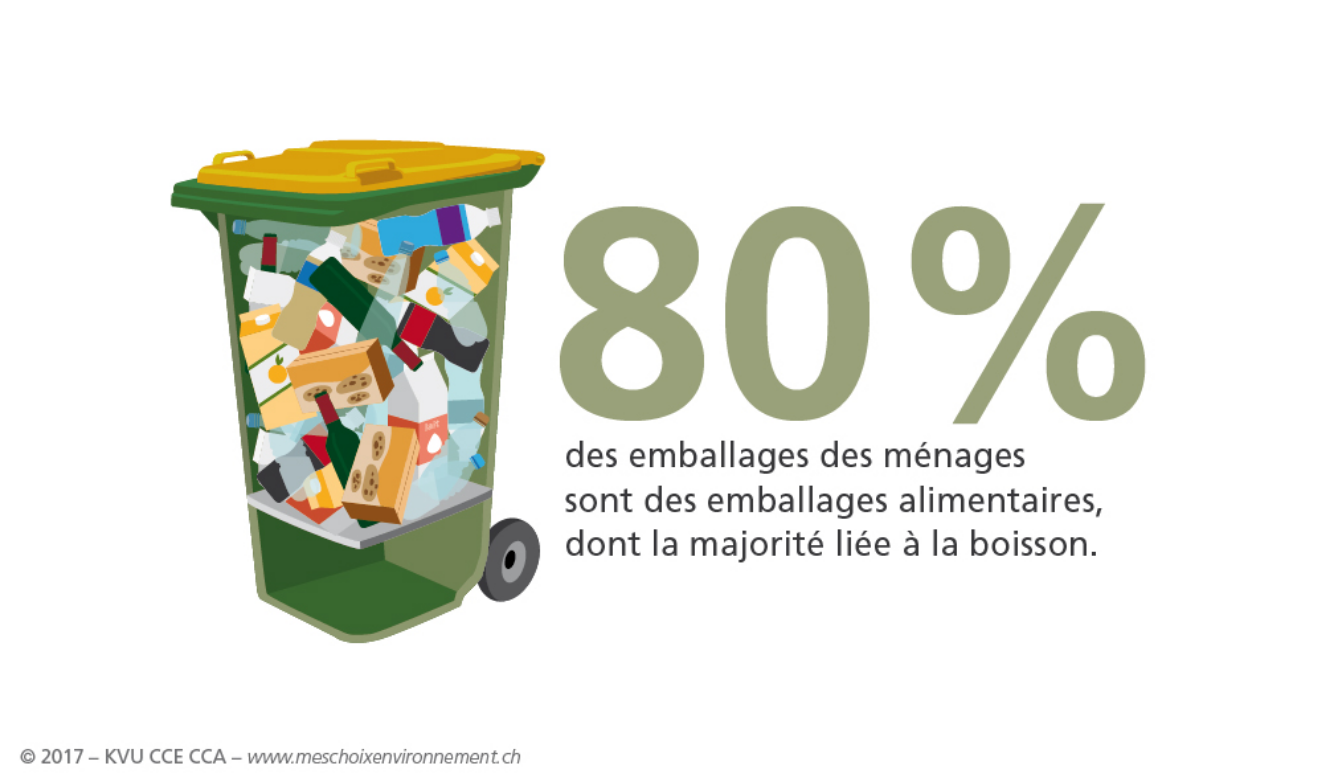 80 %
des emballages des ménages
sont des emballages alimentaires,
dont la majorité liée à la boisson.
© 2017 – KVU CCE CCA – www.meschoixenvironnement.ch